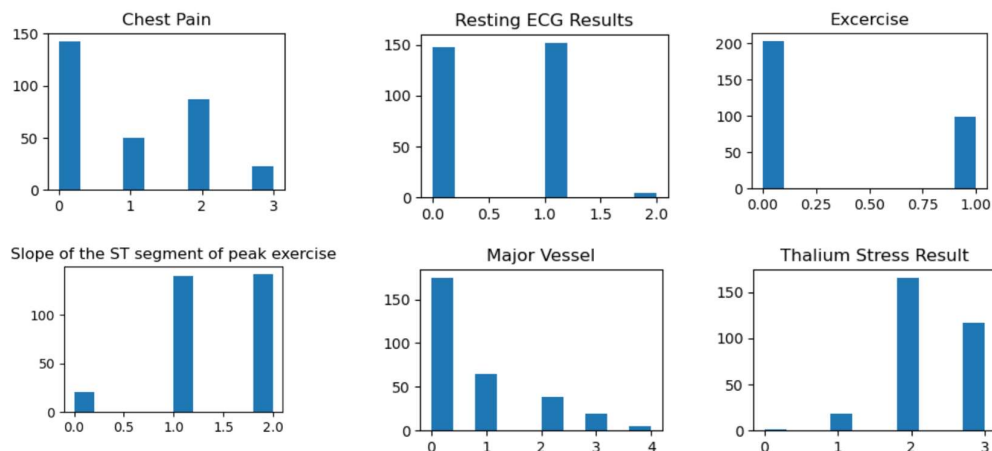 Chest Pain
150
100
50
0
0 1 2 3
Resting ECG Results
150
100
50
0
0.0 0.5 1.0 1.5 2.0
Excercise
200
150
100
50
0
0.00 0.25 0.50 0.75 1.00
Slope of the ST segment of peak exercise
100
50
0
0.0 0.5 1.0 1.5 2.0
Major Vessel
150
100
50
0
0 1 2 3 4
Thalium Stress Result
150
100
50
0
0 1 2 3